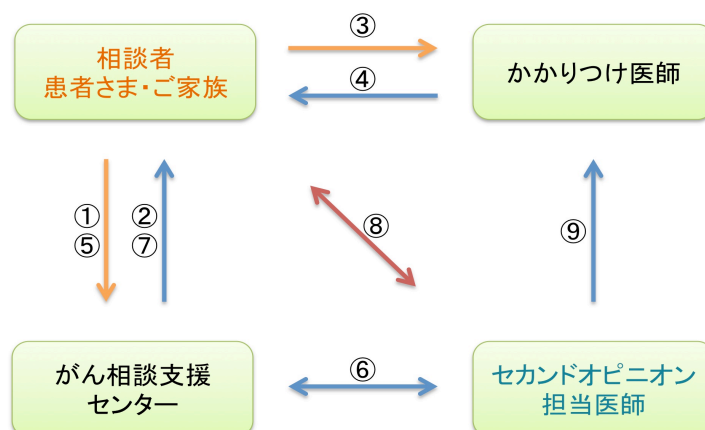 相談者
患者さま・ご家族
③
④
かかりつけ医師
①
⑤
②
⑦
⑧
⑨
がん相談支援
センター
⑥
セカンドオピニオン
担当医師